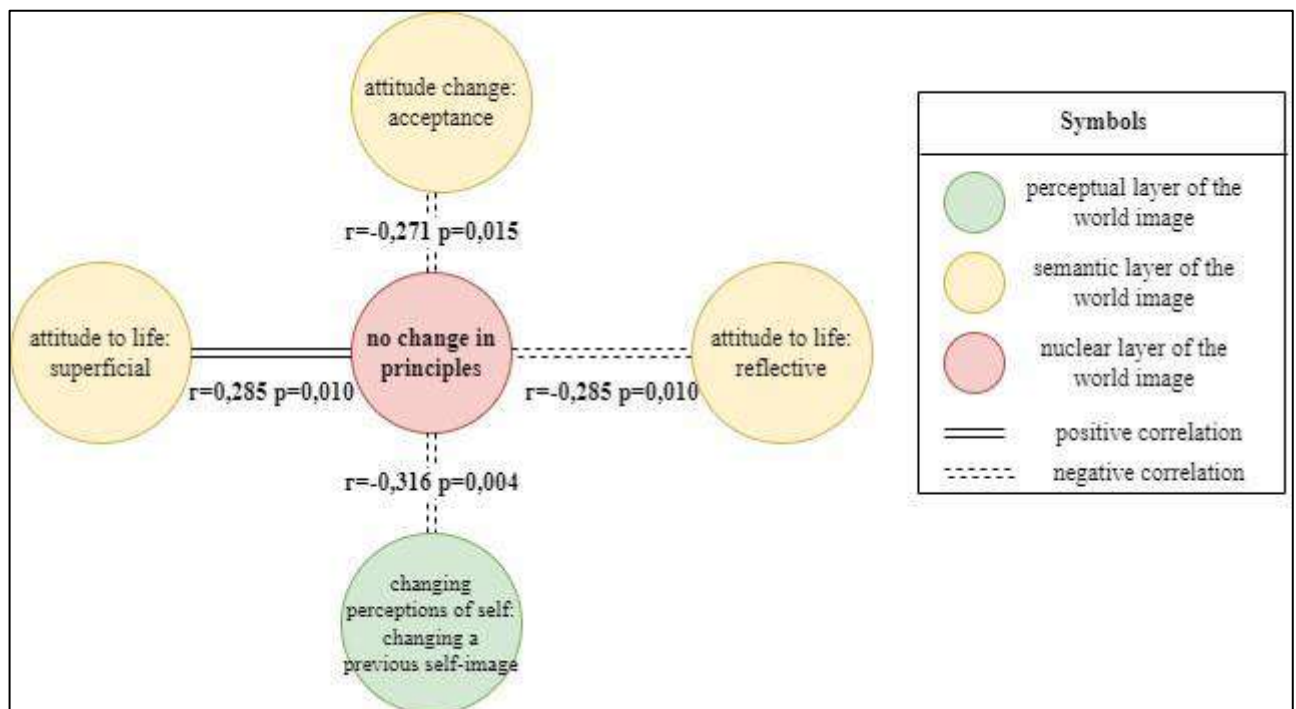 attitude change:
acceptance
r=-0,271 p=0,015
attitude to life:
superficial
r=0,285 p=0,010
no change in
principles
r=-0,285 p=0,010
attitude to life:
reflective
r=-0,316 p=0,004
changing
perceptions of self:
changing a
previous self-image
Symbols
perceptual layer of the
world image
semantic layer of the
world image
nuclear layer of the
world image
positive correlation
negative correlation